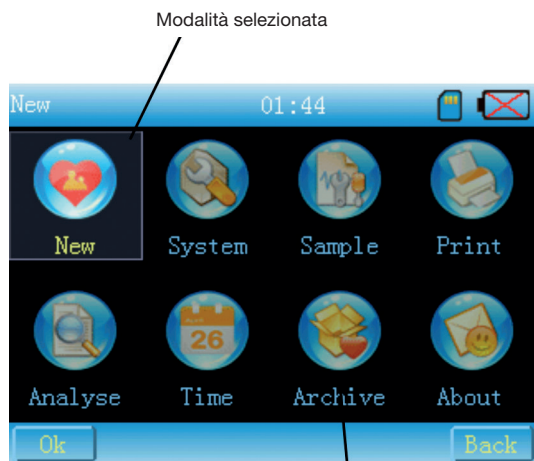 Modalità selezionata
New 01:44
New System Sample Print
26
Analyse Time Archive About
Ok Back